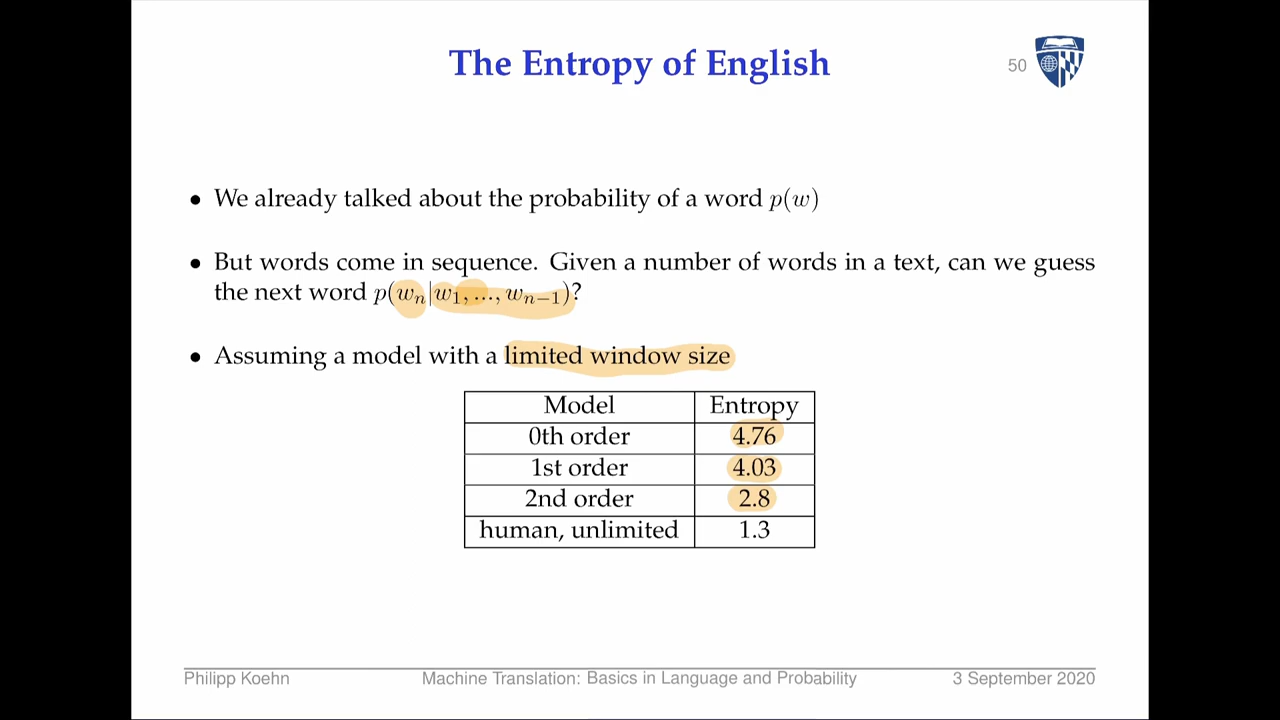 The Entropy of English
50
• We already talked about the probability of a word p(w)
• But words come in sequence. Given a number of words in a text, can we guess
the next word p(wₙ|w₁, ..., wₙ₋₁)?
• Assuming a model with a limited window size
Model Entropy
0th order 4.76
1st order 4.03
2nd order 2.8
human, unlimited 1.3
Philipp Koehn Machine Translation: Basics in Language and Probability 3 September 2020